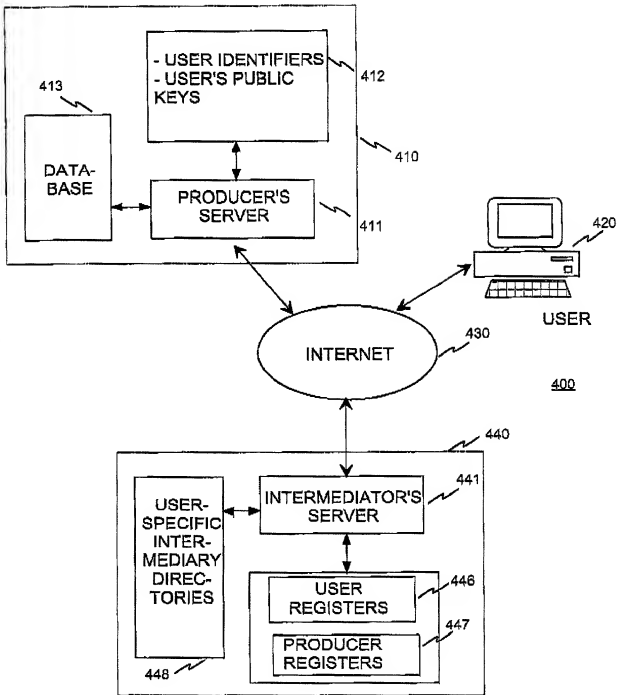 - USER IDENTIFIERS
- USER'S PUBLIC
KEYS
412
413
DATA-
BASE
410
PRODUCER'S
SERVER
411
420
USER
INTERNET
430
400
440
USER-
SPECIFIC
INTER-
MEDIARY
DIREC-
TORIES
448
INTERMEDIATOR'S
SERVER
441
USER
REGISTERS
446
447
PRODUCER
REGISTERS